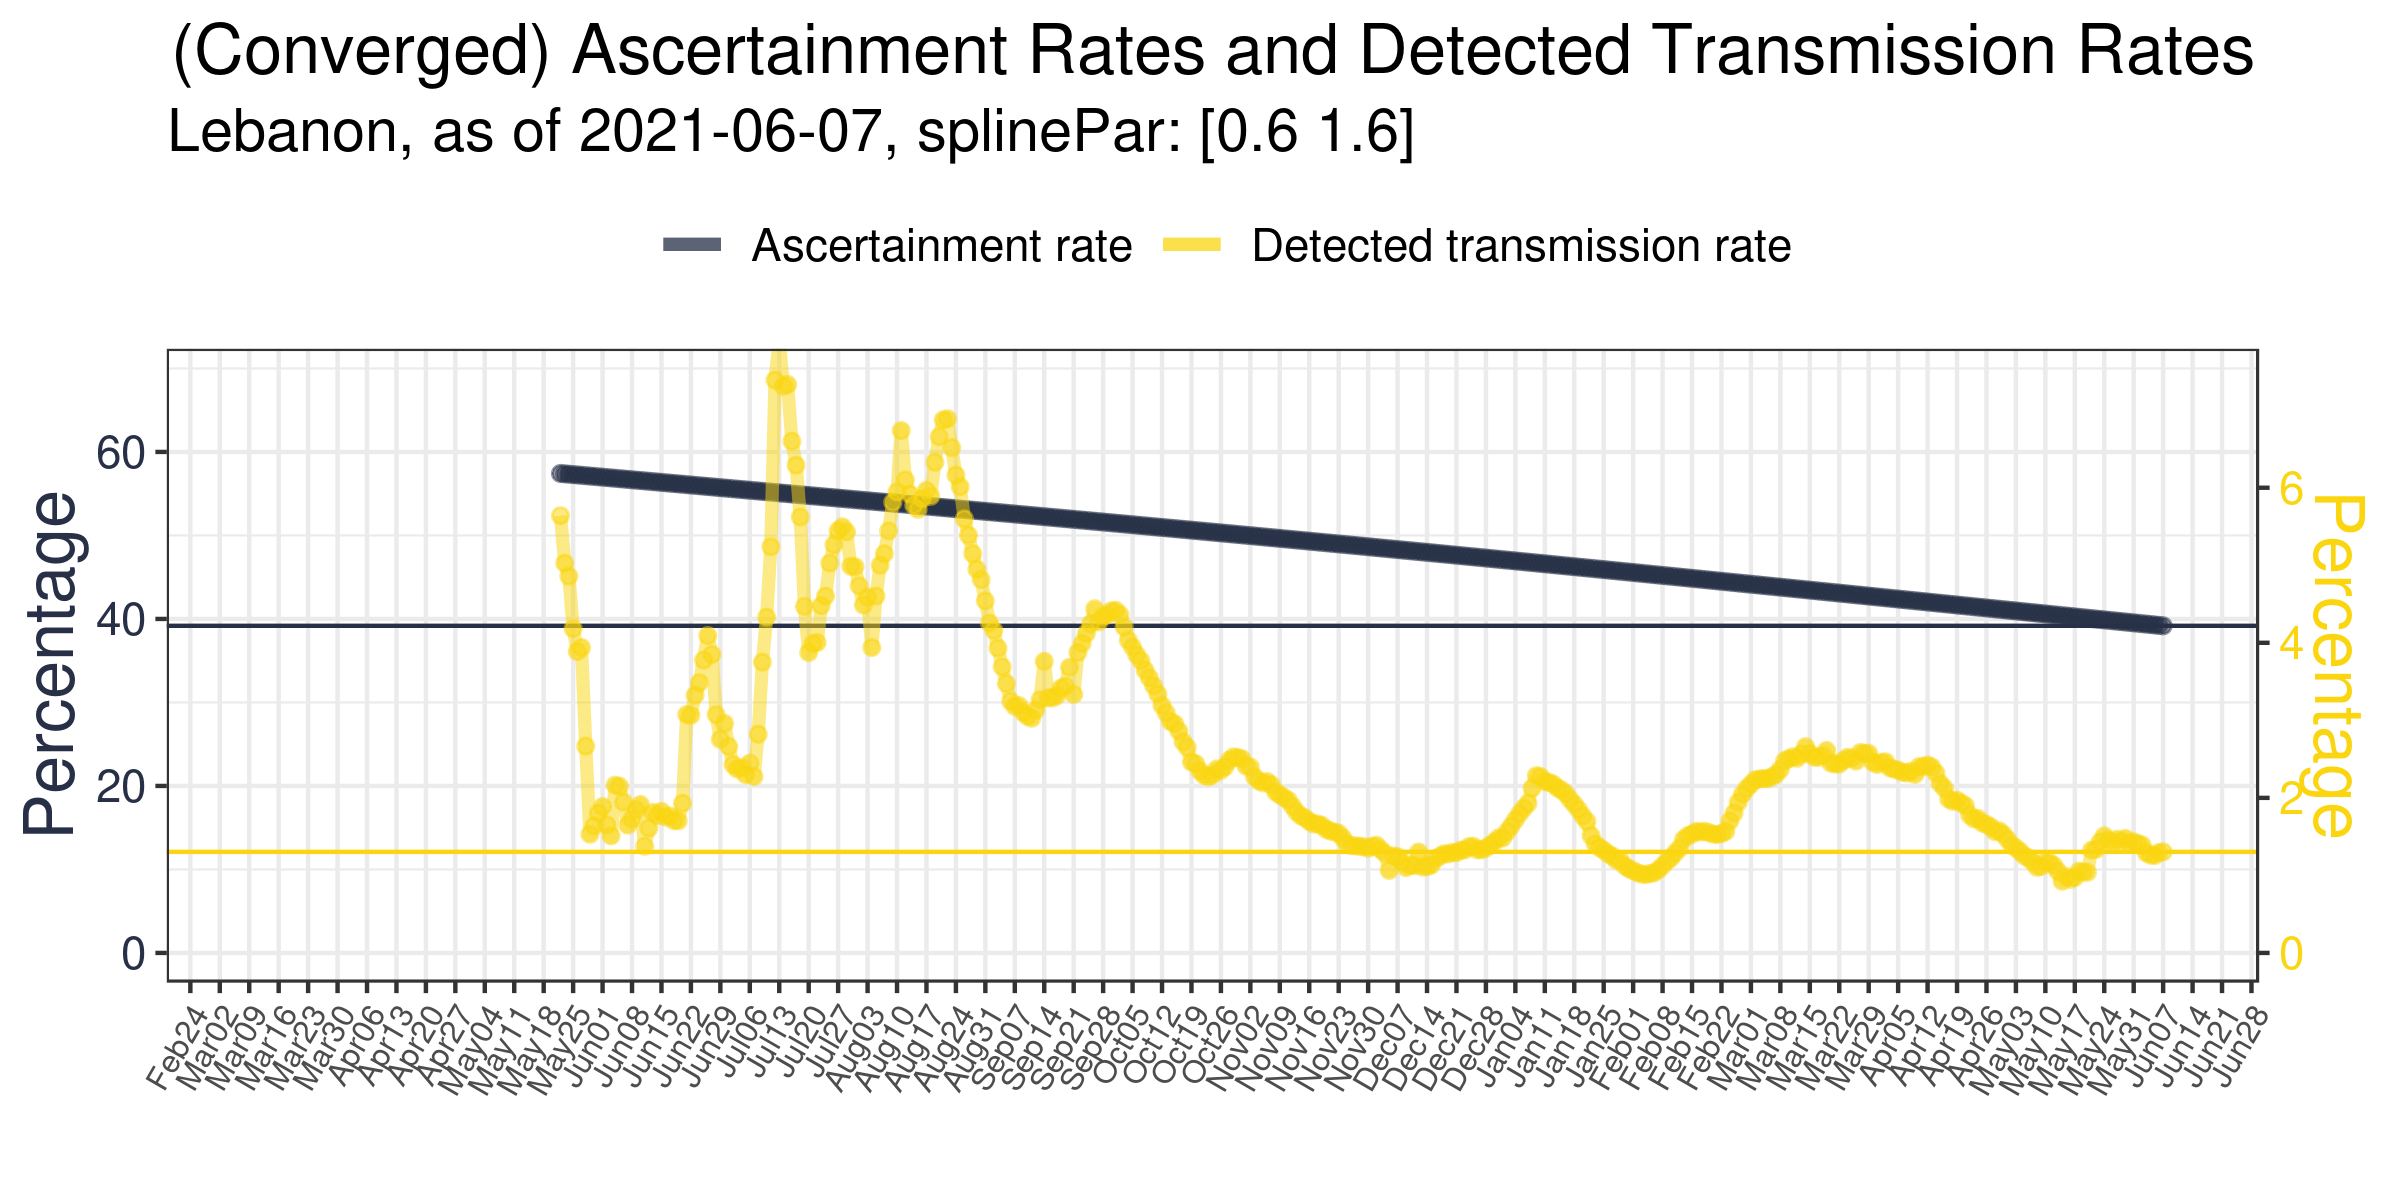 (Converged) Ascertainment Rates and Detected Transmission Rates
Lebanon, as of 2021-06-07, splinePar: [0.6 1.6]
Ascertainment rate Detected transmission rate
Percentage
60
40
20
0
6
4
2
0
Percentage
Feb24 Mar02 Mar09 Mar16 Mar23 Mar30 Apr06 Apr13 Apr20 Apr27 May04 May11 May18 May25 Jun01 Jun08 Jun15 Jun22 Jun29 Jul06 Jul13 Jul20 Jul27 Aug03 Aug10 Aug17 Aug24 Aug31 Sep07 Sep14 Sep21 Sep28 Oct05 Oct12 Oct19 Oct26 Nov02 Nov09 Nov16 Nov23 Nov30 Dec07 Dec14 Dec21 Dec28 Jan04 Jan11 Jan18 Jan25 Feb01 Feb08 Feb15 Feb22 Mar01 Mar08 Mar15 Mar22 Mar29 Apr05 Apr12 Apr19 Apr26 May03 May10 May17 May24 May31 Jun07 Jun14 Jun21 Jun28